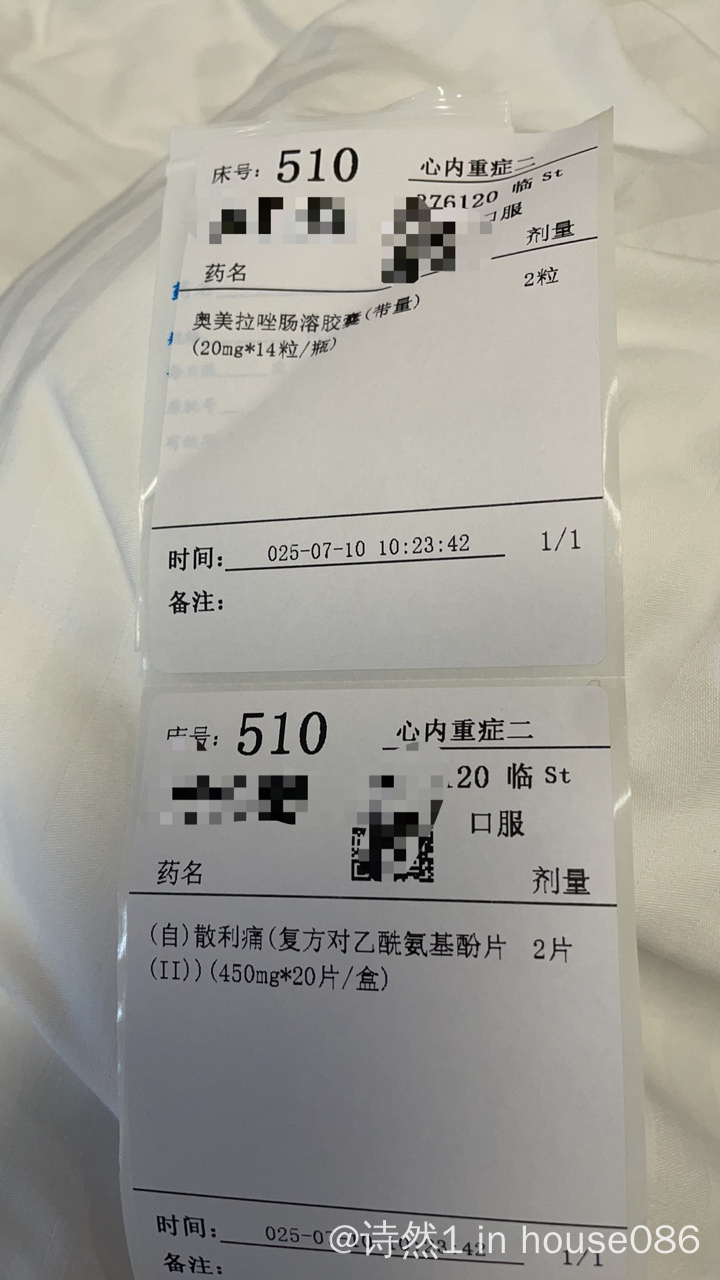 床号：510
心内重症二
376120 临 St
口服
药名
剂量
奥美拉唑肠溶胶囊(带量)
2粒
(20mg*14粒/瓶)
时间： 025-07-10 10:23:42
1/1
备注：
床号：510
心内重症二
120 临 St
口服
药名
剂量
(自)散利痛(复方对乙酰氨基酚片
2片
(II))(450mg*20片/盒)
时间：
1/1
备注：
@诗然1 in house086